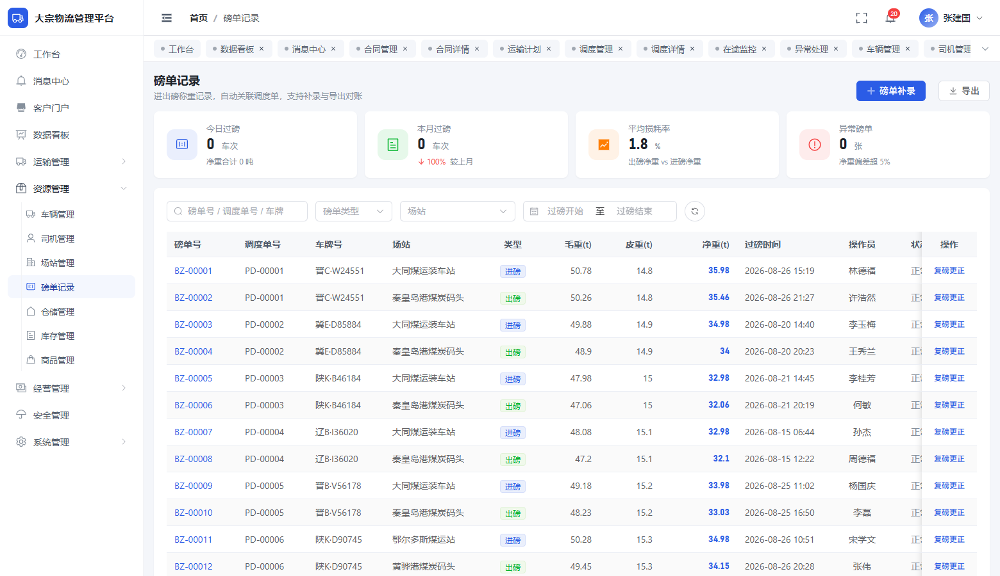 大宗物流管理平台
首页 / 磅单记录
20
张 张建国
工作台
数据看板 ×
消息中心 ×
合同管理 ×
合同详情 ×
运输计划 ×
调度管理 ×
调度详情 ×
在途监控 ×
异常处理 ×
车辆管理 ×
司机管理
工作台
消息中心
客户门户
数据看板
运输管理
资源管理
车辆管理
司机管理
场站管理
磅单记录
仓储管理
库存管理
商品管理
经营管理
安全管理
系统管理
磅单记录
进出磅称重记录，自动关联调度单，支持补录与导出对账
磅单补录
导出
今日过磅
0 车次
净重合计 0 吨
本月过磅
0 车次
↓ 100% 较上月
平均损耗率
1.8 %
出磅净重 vs 进磅净重
异常磅单
0 张
净重偏差超 5%
磅单号 / 调度单号 / 车牌
磅单类型
场站
过磅开始 至 过磅结束
磅单号 调度单号 车牌号 场站 类型 毛重(t) 皮重(t) 净重(t) 过磅时间 操作员 操作
BZ-00001 PD-00001 晋C·W24551 大同煤运装车站 进磅 50.78 14.8 35.98 2026-08-26 15:19 林德福 正 复磅更正
BZ-00002 PD-00001 晋C·W24551 秦皇岛港煤炭码头 出磅 50.26 14.8 35.46 2026-08-26 21:27 许浩然 正 复磅更正
BZ-00003 PD-00002 冀E·D85884 大同煤运装车站 进磅 49.88 14.9 34.98 2026-08-20 14:40 李玉梅 正 复磅更正
BZ-00004 PD-00002 冀E·D85884 秦皇岛港煤炭码头 出磅 48.9 14.9 34 2026-08-20 20:23 王秀兰 正 复磅更正
BZ-00005 PD-00003 陕K·B46184 大同煤运装车站 进磅 47.98 15 32.98 2026-08-21 14:45 李桂芳 正 复磅更正
BZ-00006 PD-00003 陕K·B46184 秦皇岛港煤炭码头 出磅 47.06 15 32.06 2026-08-21 20:19 何敏 正 复磅更正
BZ-00007 PD-00004 辽B·I36020 大同煤运装车站 进磅 48.08 15.1 32.98 2026-08-15 06:44 孙杰 正 复磅更正
BZ-00008 PD-00004 辽B·I36020 秦皇岛港煤炭码头 出磅 47.2 15.1 32.1 2026-08-15 12:22 周德福 正 复磅更正
BZ-00009 PD-00005 晋B·V56178 大同煤运装车站 进磅 49.18 15.2 33.98 2026-08-25 11:02 杨国庆 正 复磅更正
BZ-00010 PD-00005 晋B·V56178 秦皇岛港煤炭码头 出磅 48.23 15.2 33.03 2026-08-25 16:50 李磊 正 复磅更正
BZ-00011 PD-00006 陕K·D90745 鄂尔多斯煤运站 进磅 50.28 15.3 34.98 2026-08-26 10:51 宋学文 正 复磅更正
BZ-00012 PD-00006 陕K·D90745 黄骅港煤炭码头 出磅 49.45 15.3 34.15 2026-08-26 20:28 张伟 正 复磅更正